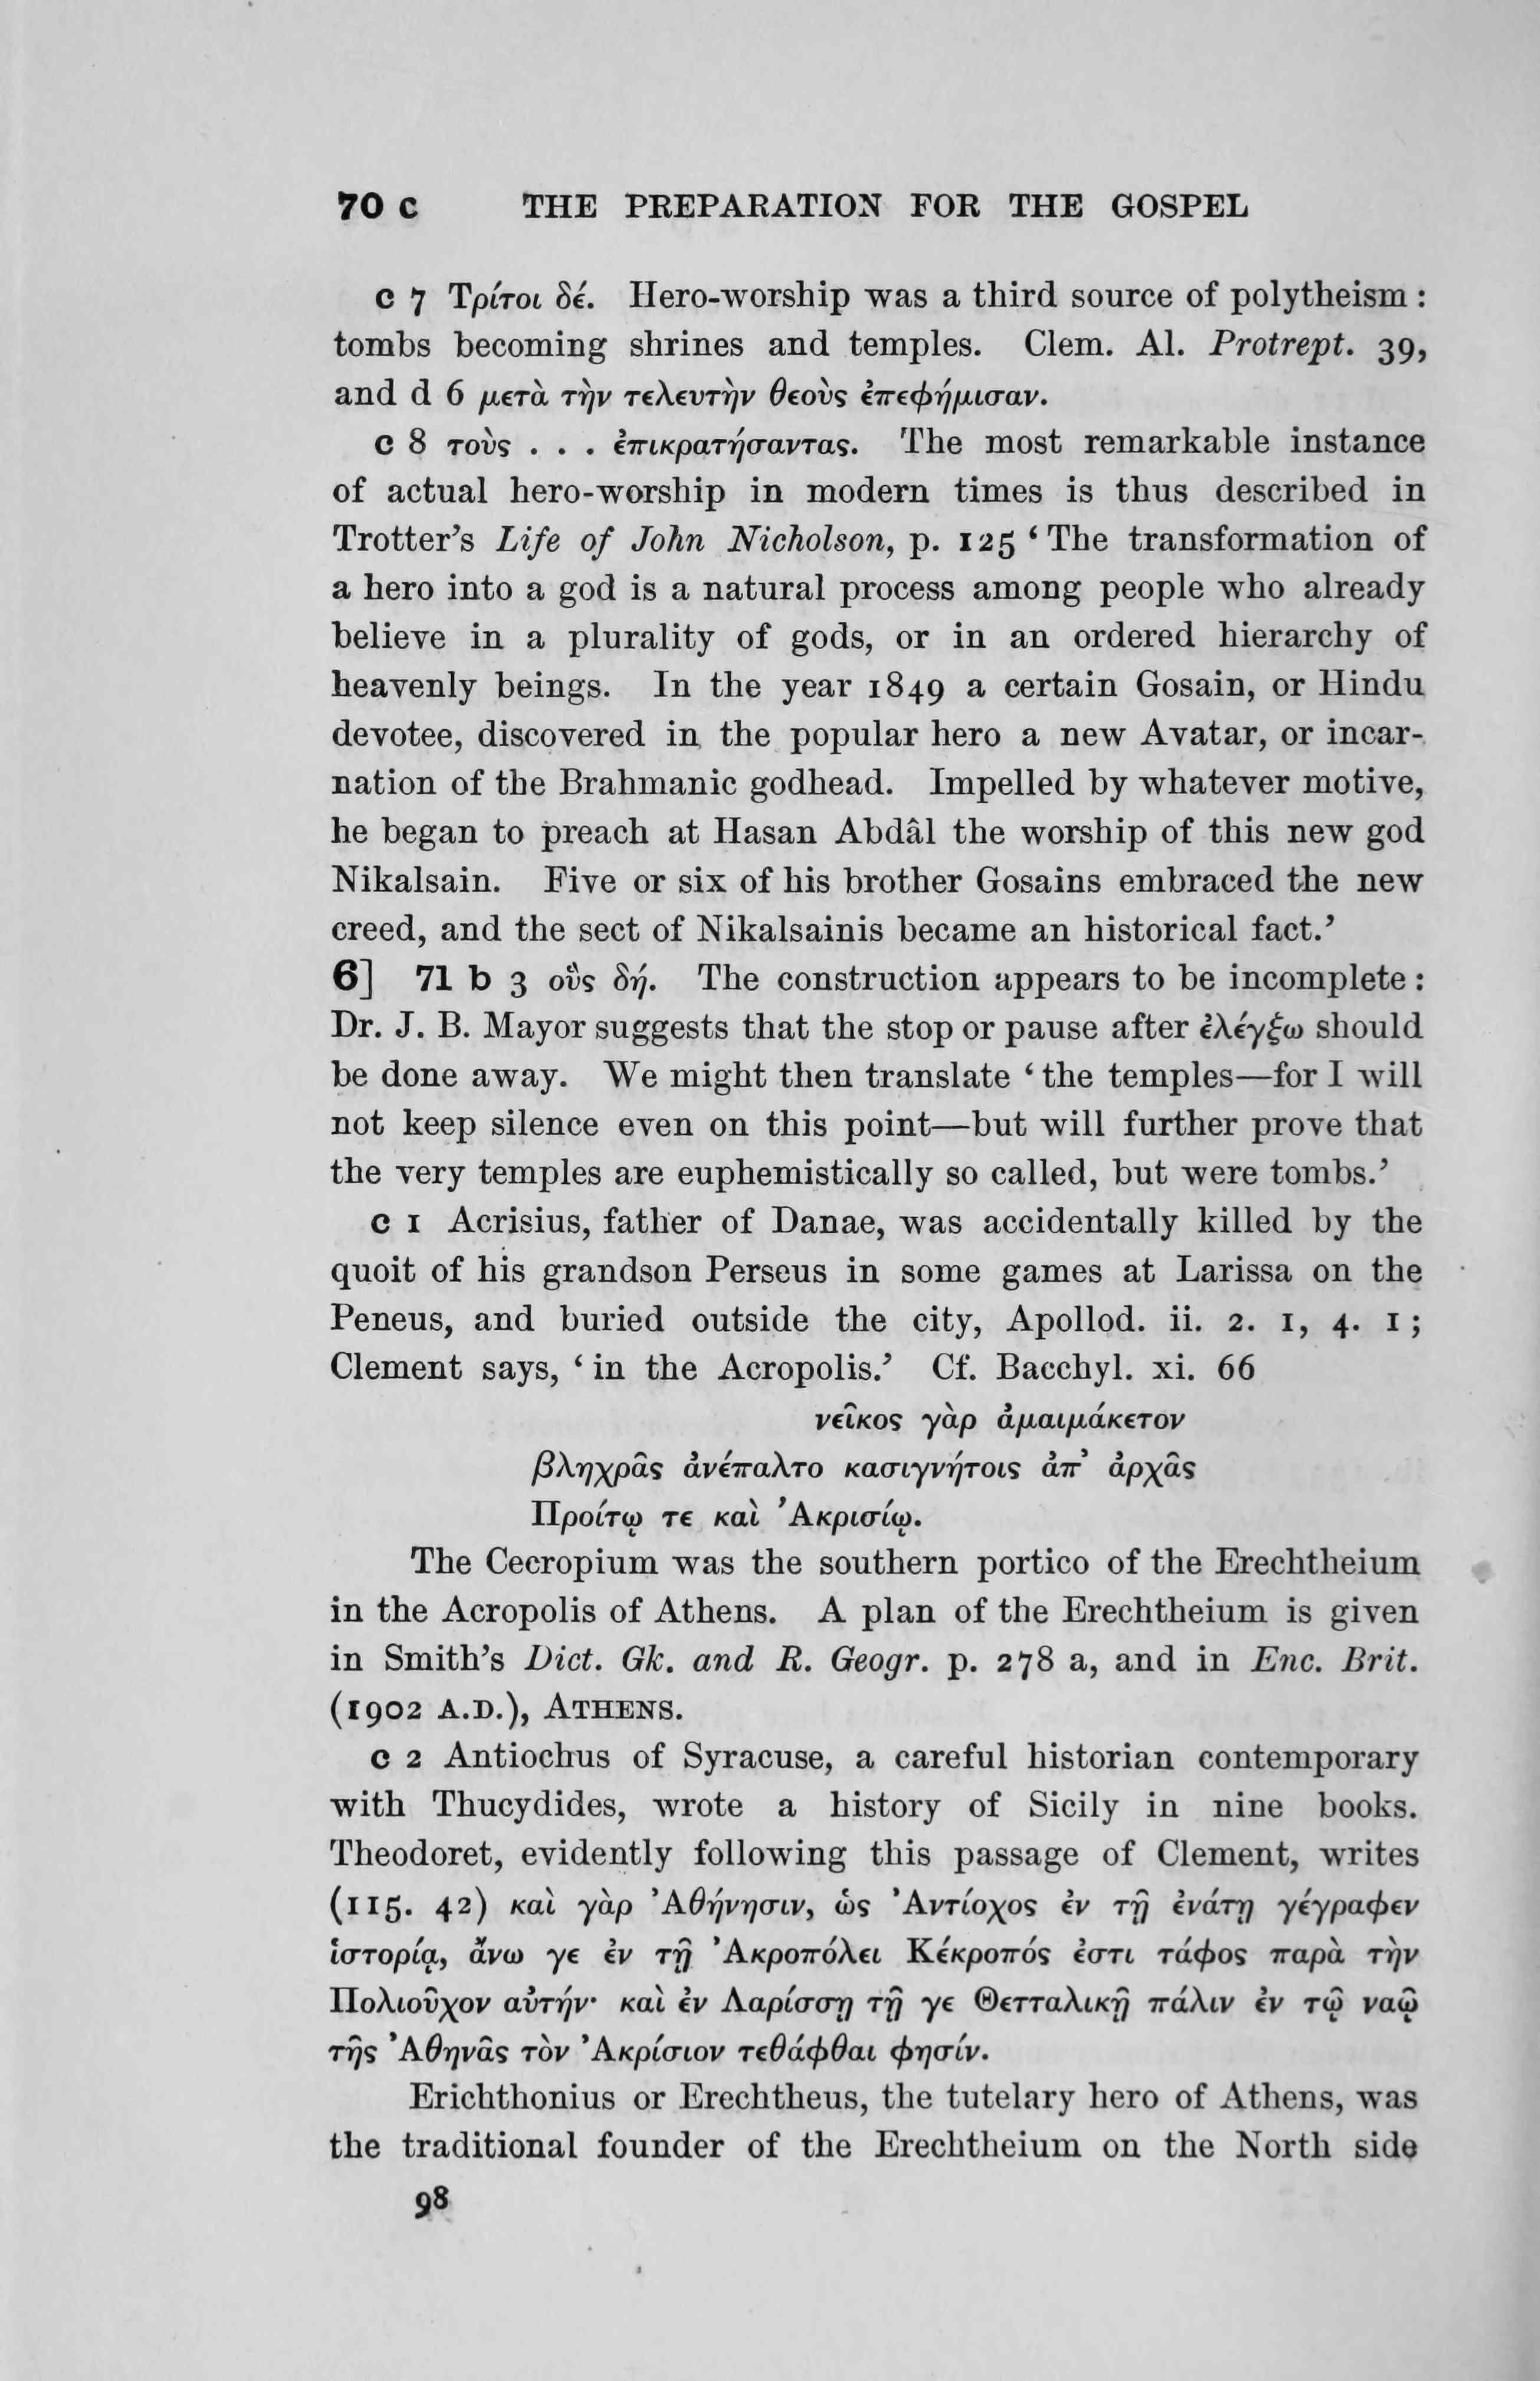 70 c THE PREPARATION FOR THE GOSPEL
c 7 Τρίτοι δέ. Hero-worship was a third source of polytheism :
tombs becoming shrines and temples. Clem. Al. Protrept. 39,
and d 6 μετὰ τὴν τελευτὴν θεοὺς ἐπεφήμισαν.
c 8 τοὺς . . . ἐπικρατήσαντας. The most remarkable instance
of actual hero-worship in modern times is thus described in
Trotter's Life of John Nicholson, p. 125 ‘ The transformation of
a hero into a god is a natural process among people who already
believe in a plurality of gods, or in an ordered hierarchy of
heavenly beings. In the year 1849 a certain Gosain, or Hindu
devotee, discovered in the popular hero a new Avatar, or incar-
nation of the Brahmanic godhead. Impelled by whatever motive,
he began to preach at Hasan Abdâl the worship of this new god
Nikalsain. Five or six of his brother Gosains embraced the new
creed, and the sect of Nikalsainis became an historical fact.’
6] 71 b 3 οὓς δή. The construction appears to be incomplete :
Dr. J. B. Mayor suggests that the stop or pause after ἐλέγξω should
be done away. We might then translate ‘ the temples—for I will
not keep silence even on this point—but will further prove that
the very temples are euphemistically so called, but were tombs.’
c 1 Acrisius, father of Danae, was accidentally killed by the
quoit of his grandson Perseus in some games at Larissa on the
Peneus, and buried outside the city, Apollod. ii. 2. 1, 4. 1 ;
Clement says, ‘ in the Acropolis.’ Cf. Bacchyl. xi. 66
νεῖκος γὰρ ἀμαιμάκετον
βληχρᾶς ἀνέπαλτο κασιγνήτοις ἀπ’ ἀρχᾶς
Προίτῳ τε καὶ Ἀκρισίῳ.
The Cecropium was the southern portico of the Erechtheium
in the Acropolis of Athens. A plan of the Erechtheium is given
in Smith's Dict. Gk. and R. Geogr. p. 278 a, and in Enc. Brit.
(1902 A.D.), ATHENS.
c 2 Antiochus of Syracuse, a careful historian contemporary
with Thucydides, wrote a history of Sicily in nine books.
Theodoret, evidently following this passage of Clement, writes
(115. 42) καὶ γὰρ Ἀθήνησιν, ὡς Ἀντίοχος ἐν τῇ ἐνάτῃ γέγραφεν
ἱστορίᾳ, ἄνω γε ἐν τῇ Ἀκροπόλει Κέκροπός ἐστι τάφος παρὰ τὴν
Πολιοῦχον αὐτήν· καὶ ἐν Λαρίσσῃ τῇ γε Θετταλικῇ πάλιν ἐν τῷ ναῷ
τῆς Ἀθηνᾶς τὸν Ἀκρίσιον τεθάφθαι φησίν.
Erichthonius or Erechtheus, the tutelary hero of Athens, was
the traditional founder of the Erechtheium on the North side
98